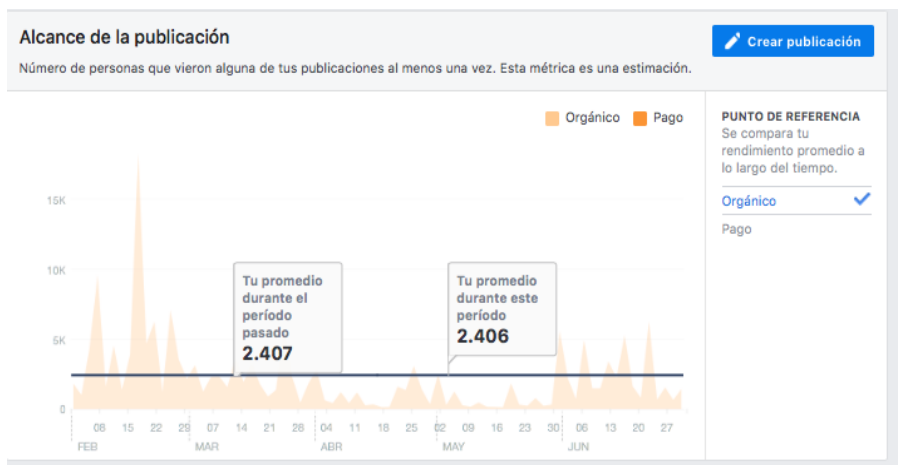 Alcance de la publicación
Crear publicación
Número de personas que vieron alguna de tus publicaciones al menos una vez. Esta métrica es una estimación.
Orgánico Pago
PUNTO DE REFERENCIA
Se compara tu
rendimiento promedio a
lo largo del tiempo.
Orgánico
Pago
15K
10K
5K
0
Tu promedio
durante el
período
pasado
2.407
Tu promedio
durante este
período
2.406
08 15 22 29 07 14 21 28 04 11 18 25 02 09 16 23 30 06 13 20 27
FEB MAR ABR MAY JUN